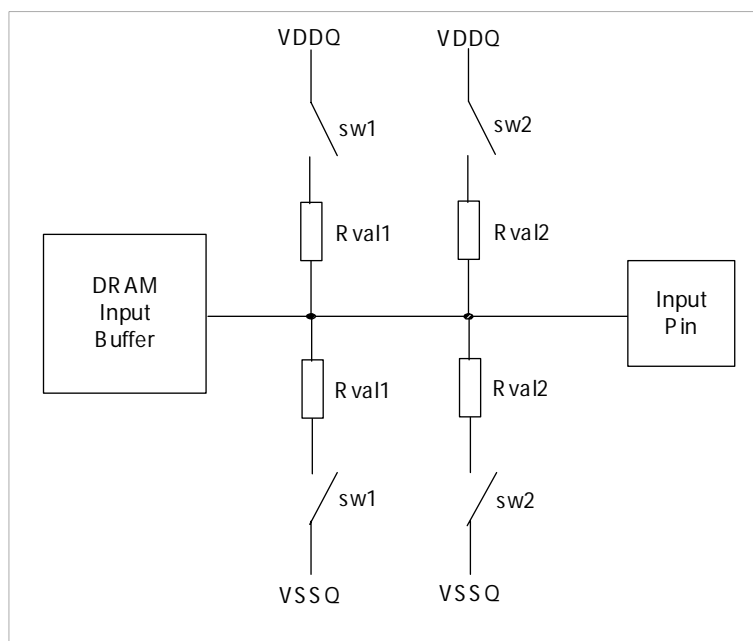 VDDQ
VDDQ
sw1
sw2
Rval1
Rval2
DRAM
Input
Buffer
Input
Pin
Rval1
Rval2
sw1
sw2
VSSQ
VSSQ